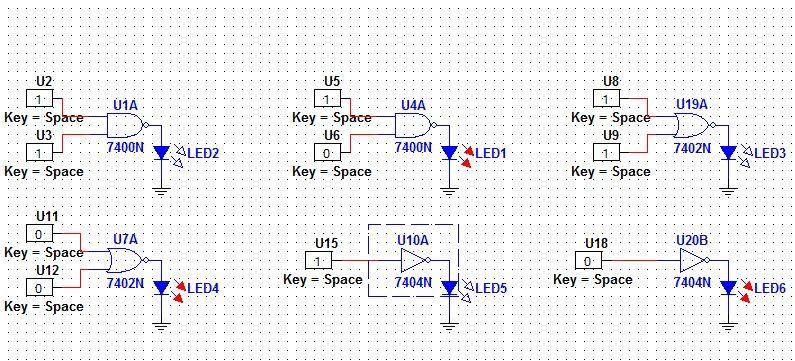 U2
1
Key = Space
U3
1
Key = Space
U1A
7400N
LED2
U5
1
Key = Space
U6
0
Key = Space
U4A
7400N
LED1
U8
1
Key = Space
U9
1
Key = Space
U19A
7402N
LED3
U11
0
Key = Space
U12
0
Key = Space
U7A
7402N
LED4
U15
1
Key = Space
U10A
7404N
LED5
U18
0
Key = Space
U20B
7404N
LED6